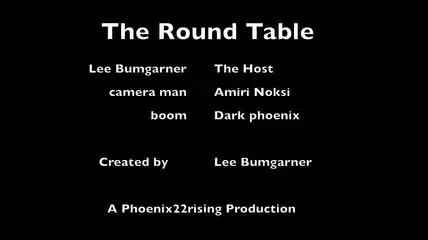 The Round Table
Lee Bumgarner The Host
camera man Amiri Noksi
boom Dark phoenix
Created by Lee Bumgarner
A Phoenix22rising Production